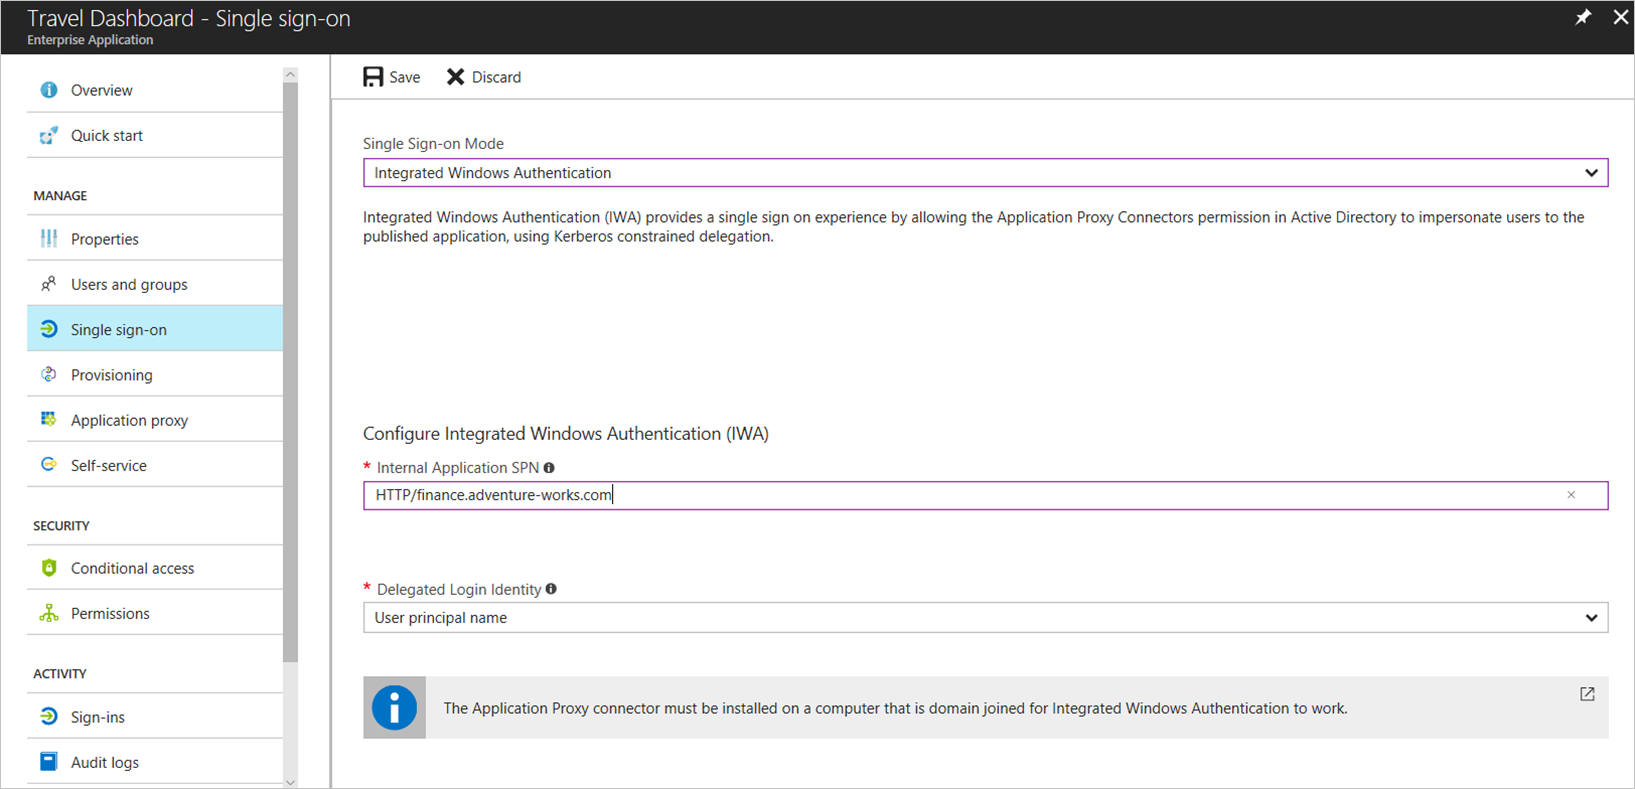 Travel Dashboard - Single sign-on
Enterprise Application
Overview
Quick start
MANAGE
Properties
Users and groups
Single sign-on
Provisioning
Application proxy
Self-service
SECURITY
Conditional access
Permissions
ACTIVITY
Sign-ins
Audit logs
Save Discard
Single Sign-on Mode
Integrated Windows Authentication
Integrated Windows Authentication (IWA) provides a single sign on experience by allowing the Application Proxy Connectors permission in Active Directory to impersonate users to the
published application, using Kerberos constrained delegation.
Configure Integrated Windows Authentication (IWA)
* Internal Application SPN
HTTP/finance.adventure-works.com
* Delegated Login Identity
User principal name
The Application Proxy connector must be installed on a computer that is domain joined for Integrated Windows Authentication to work.